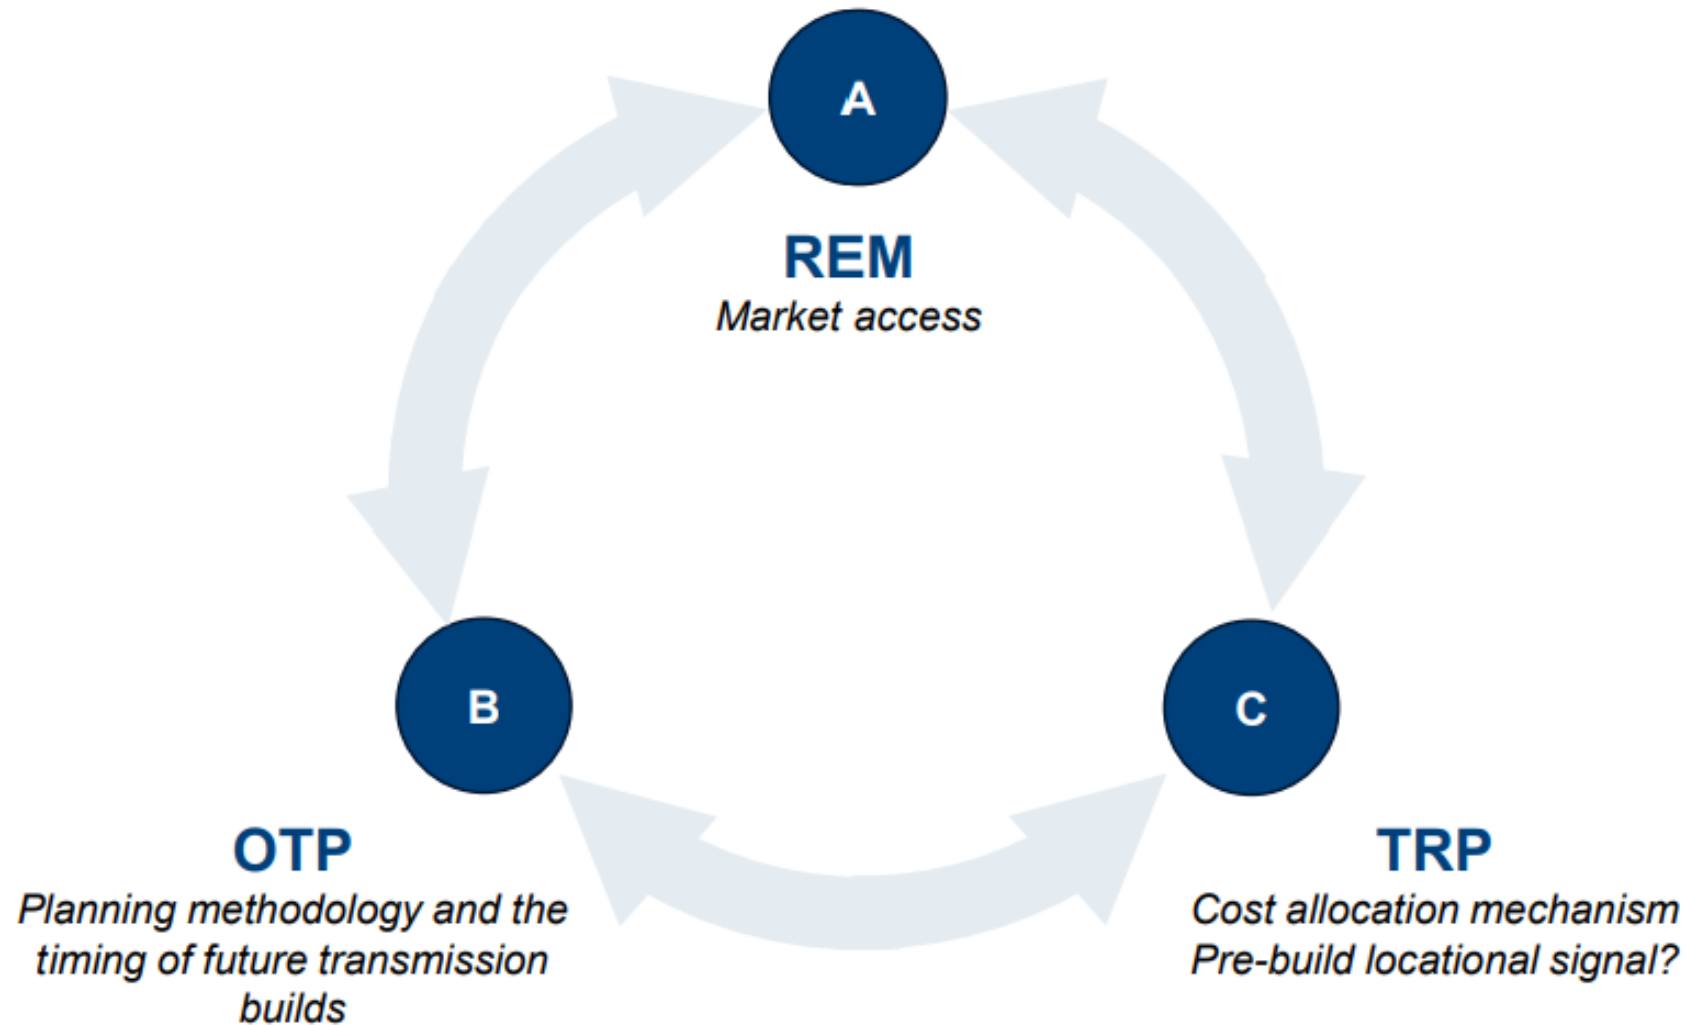 A
REM
Market access
B
OTP
Planning methodology and the
timing of future transmission
builds
C
TRP
Cost allocation mechanism
Pre-build locational signal?